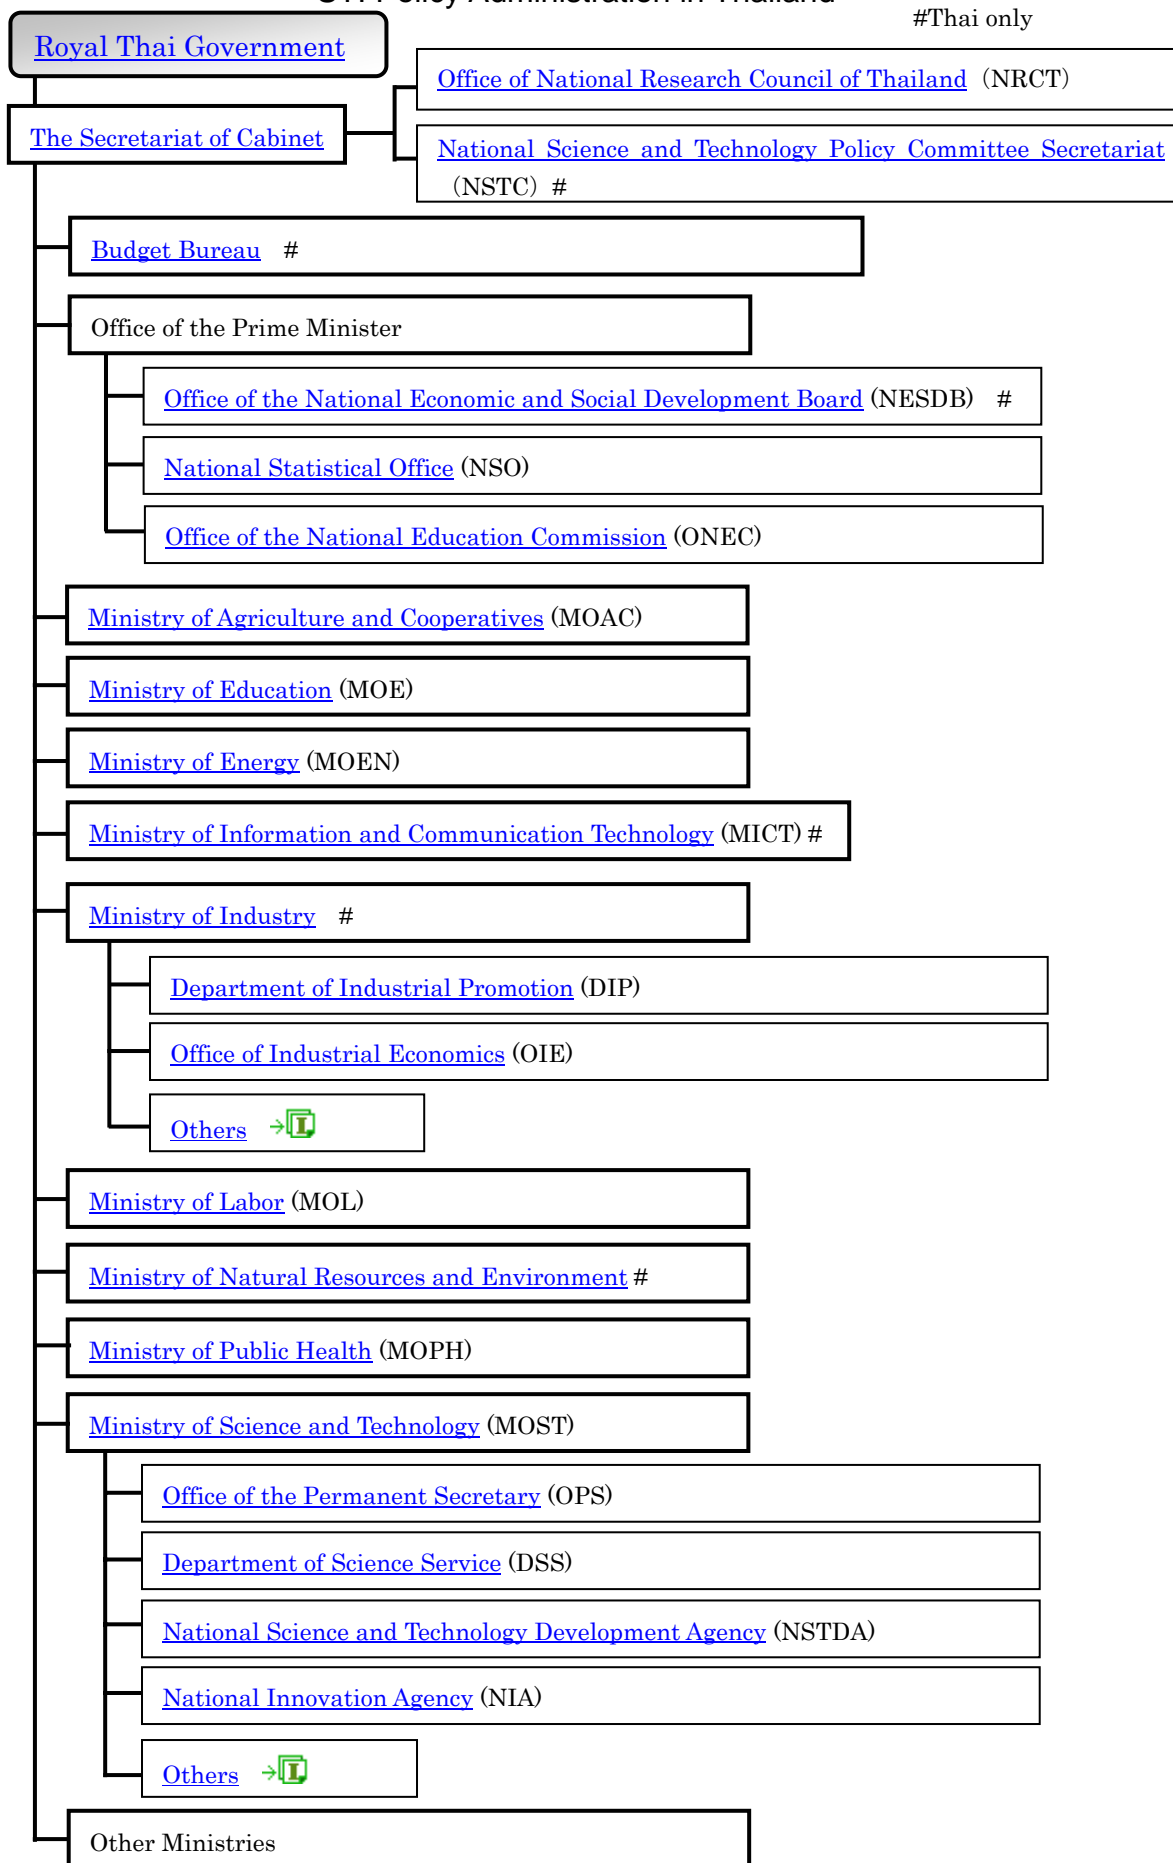 Policy Administration in Thailand
#Thai only
Royal Thai Government
Office of National Research Council of Thailand（NRCT）
The Secretariat of Cabinet
National Science and Technology Policy Committee Secretariat
（NSTC）#
Budget Bureau #
Office of the Prime Minister
Office of the National Economic and Social Development Board (NESDB) #
National Statistical Office (NSO)
Office of the National Education Commission (ONEC)
Ministry of Agriculture and Cooperatives (MOAC)
Ministry of Education (MOE)
Ministry of Energy (MOEN)
Ministry of Information and Communication Technology (MICT) #
Ministry of Industry #
Department of Industrial Promotion (DIP)
Office of Industrial Economics (OIE)
Others →I
Ministry of Labor (MOL)
Ministry of Natural Resources and Environment #
Ministry of Public Health (MOPH)
Ministry of Science and Technology (MOST)
Office of the Permanent Secretary (OPS)
Department of Science Service (DSS)
National Science and Technology Development Agency (NSTDA)
National Innovation Agency (NIA)
Others →I
Other Ministries